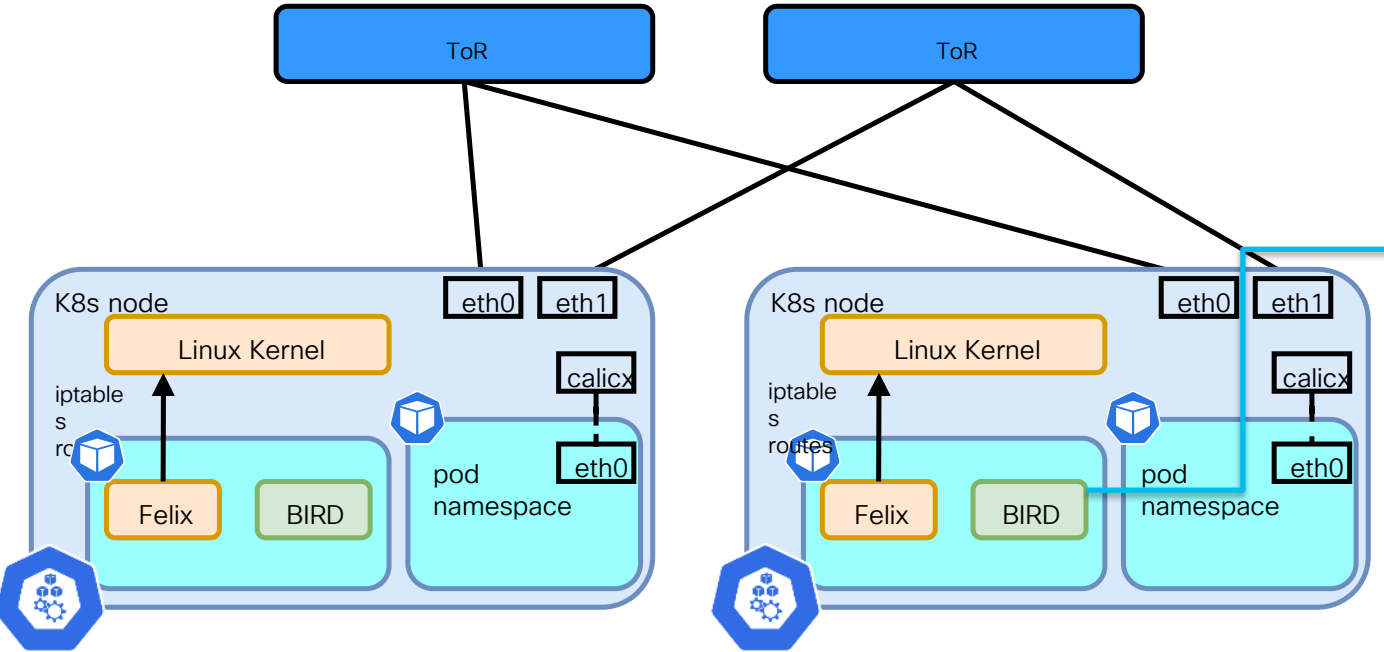 ToR
ToR
K8s node
eth0
eth1
Linux Kernel
calicx
iptable
s
eth0
pod
namespace
Felix
BIRD
K8s node
eth0
eth1
Linux Kernel
calicx
iptable
s
routes
eth0
pod
namespace
Felix
BIRD